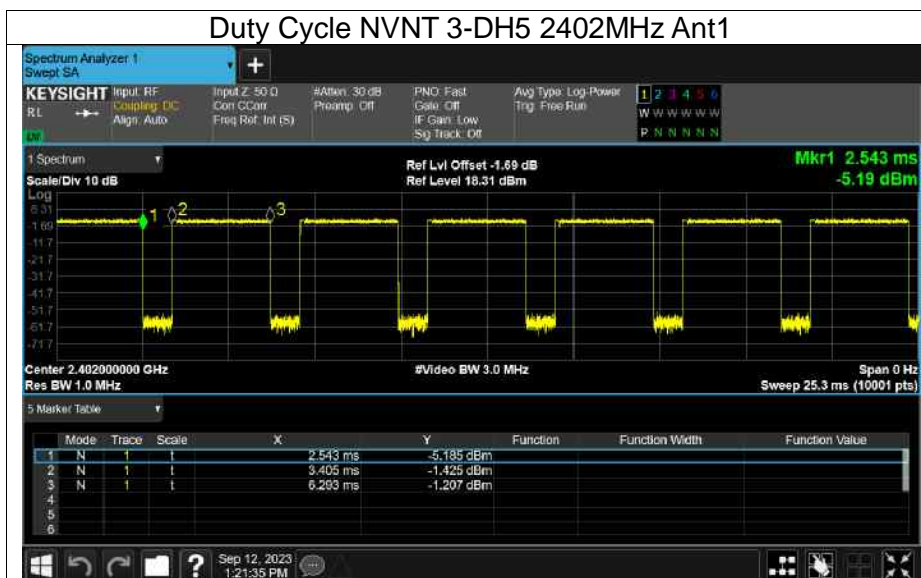 Duty Cycle NVNT 3-DH5 2402MHz Ant1
Spectrum Analyzer 1
Swept SA
+
KEYSIGHT Input: RF Input Z: 50 Ω #Atten: 30 dB PNO: Fast Avg Type: Log-Power 1 2 3 4 5 6
RL Coupling: DC Corr CCorr Preamp: Off Gate: Off Trig: Free Run W W W W W W
Align: Auto Freq Ref: Int (S) IF Gain: Low
Sig Track: Off P N N N N N
1 Spectrum Ref Lvl Offset -1.69 dB Mkr1 2.543 ms
Scale/Div 10 dB Ref Level 18.31 dBm -5.19 dBm
Log
8.31
-1.69
-11.7
-21.7
-31.7
-41.7
-51.7
-61.7
-71.7
1 2 3
Center 2.402000000 GHz #Video BW 3.0 MHz Span 0 Hz
Res BW 1.0 MHz Sweep 25.3 ms (10001 pts)
5 Marker Table
Mode Trace Scale X Y Function Function Width Function Value
1 N 1 t 2.543 ms -5.185 dBm
2 N 1 t 3.405 ms -1.425 dBm
3 N 1 t 6.293 ms -1.207 dBm
4
5
6
? Sep 12, 2023
1:21:35 PM